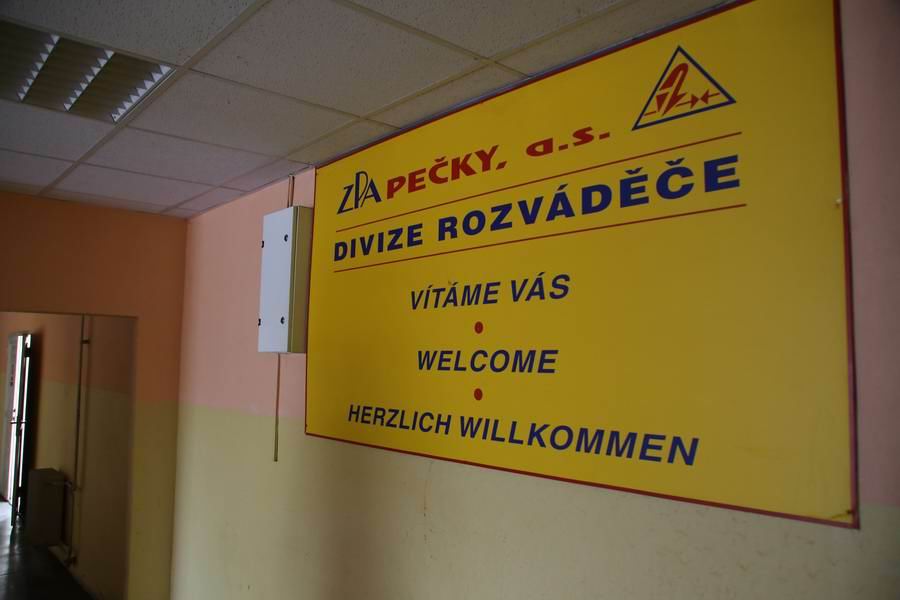 ZPA PEČKY, a.s.
DIVIZE ROZVÁDĚČE
VÍTÁME VÁS
WELCOME
HERZLICH WILLKOMMEN